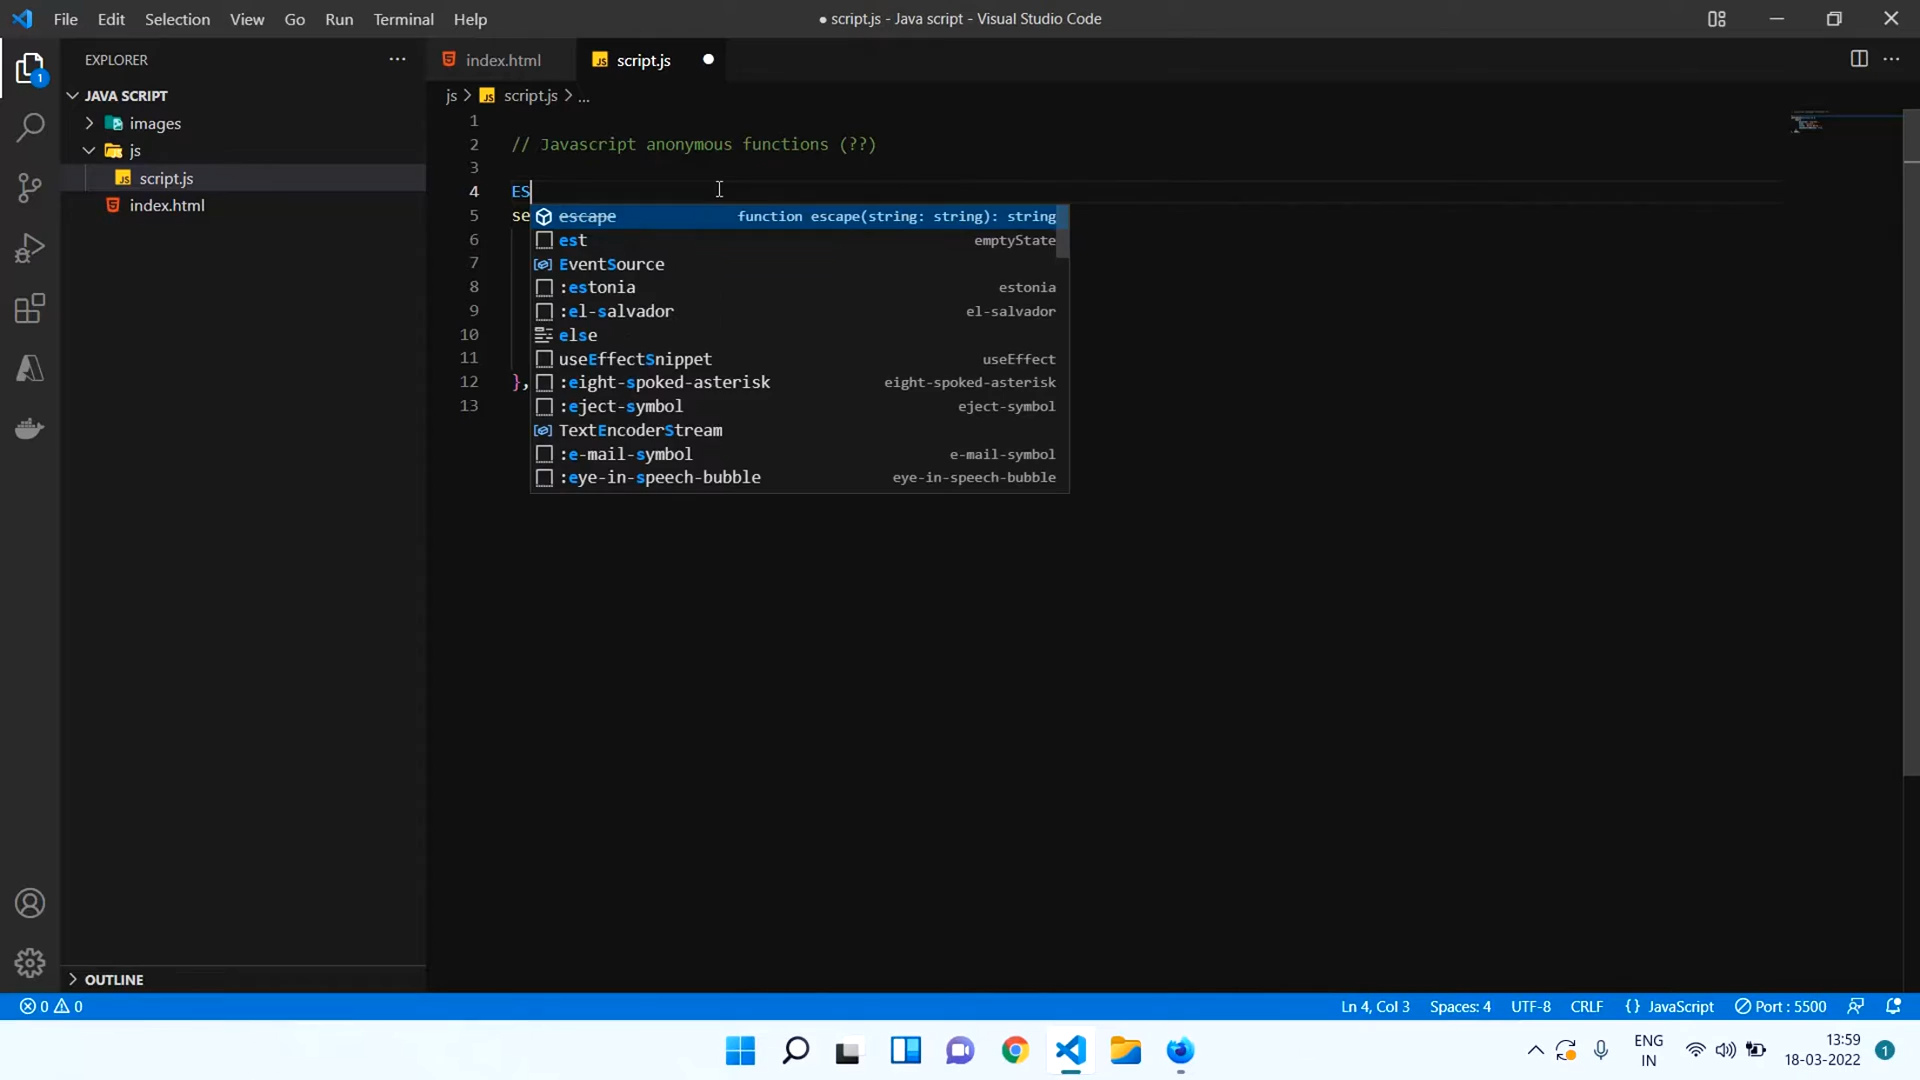 File Edit Selection View Go Run Terminal Help
● script.js - Java script - Visual Studio Code
EXPLORER
JAVA SCRIPT
images
js
script.js
index.html
OUTLINE
1
index.html
script.js
js > script.js > ...
1
2 // Javascript anonymous functions (??)
3
4 ES
5 se
6
7
8
9
10
11
12 },
13
escape function escape(string: string): string
est emptyState
EventSource
:estonia estonia
:el-salvador el-salvador
else
useEffectSnippet useEffect
:eight-spoked-asterisk eight-spoked-asterisk
:eject-symbol eject-symbol
TextEncoderStream
:e-mail-symbol e-mail-symbol
:eye-in-speech-bubble eye-in-speech-bubble
0 0 Ln 4, Col 3 Spaces: 4 UTF-8 CRLF {} JavaScript Port : 5500
ENG
IN
13:59
18-03-2022
1